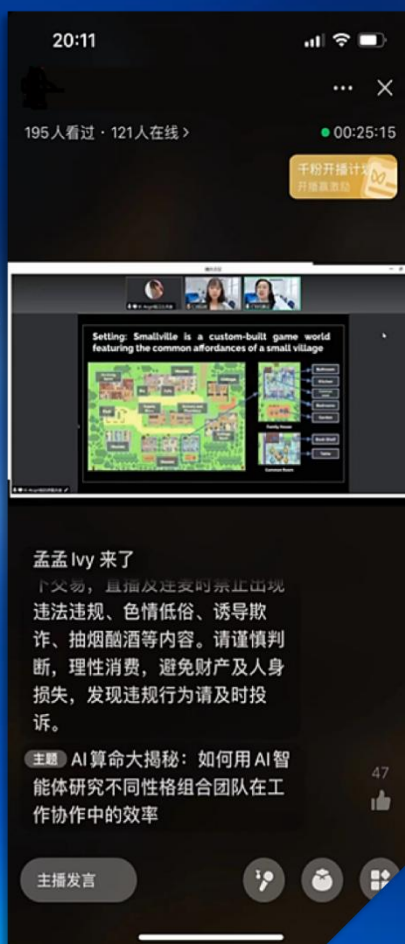 20:11
195人看过·121人在线>
00:25:15
千粉开播计
开播赢激励
Setting: Smallville is a custom-built game world
featuring the common affordances of a small village
Family House
Common Room
孟孟 Ivy 来了
下交易，直播及连麦时禁止出现
违法违规、色情低俗、诱导欺
诈、抽烟酗酒等内容。请谨慎判
断，理性消费，避免财产及人身
损失，发现违规行为请及时投
诉。
主题 AI算命大揭秘：如何用AI智
能体研究不同性格组合团队在工
作协作中的效率
47
主播发言